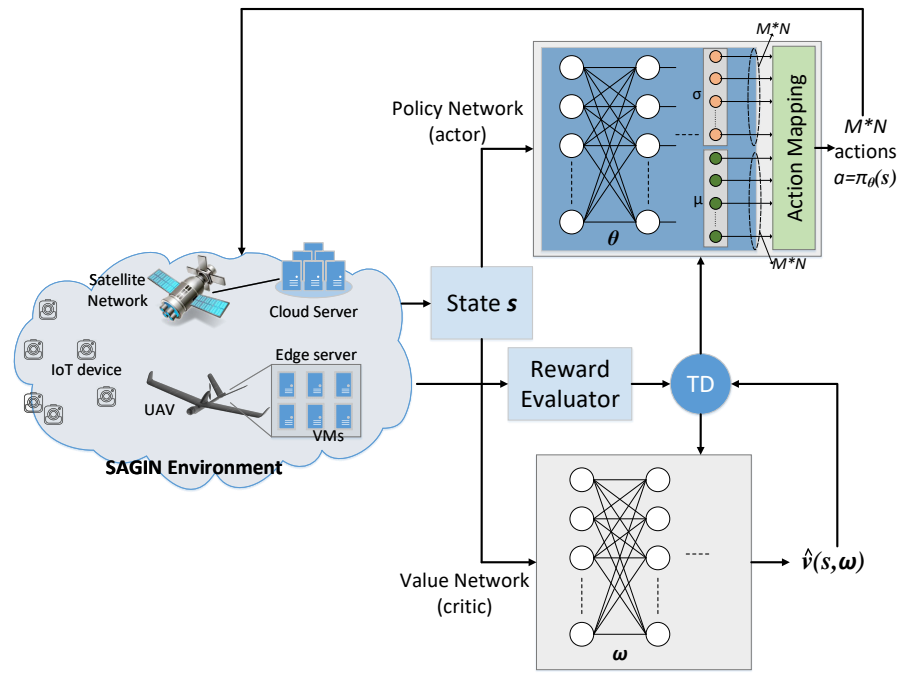 M*N
σ
μ
θ
M*N
Action Mapping
M*N
actions
a=πθ(s)
Policy Network
(actor)
Satellite
Network
Cloud Server
IoT device
Edge server
UAV
VMs
SAGIN Environment
State s
Reward
Evaluator
TD
Value Network
(critic)
ω
v̂(s,ω)